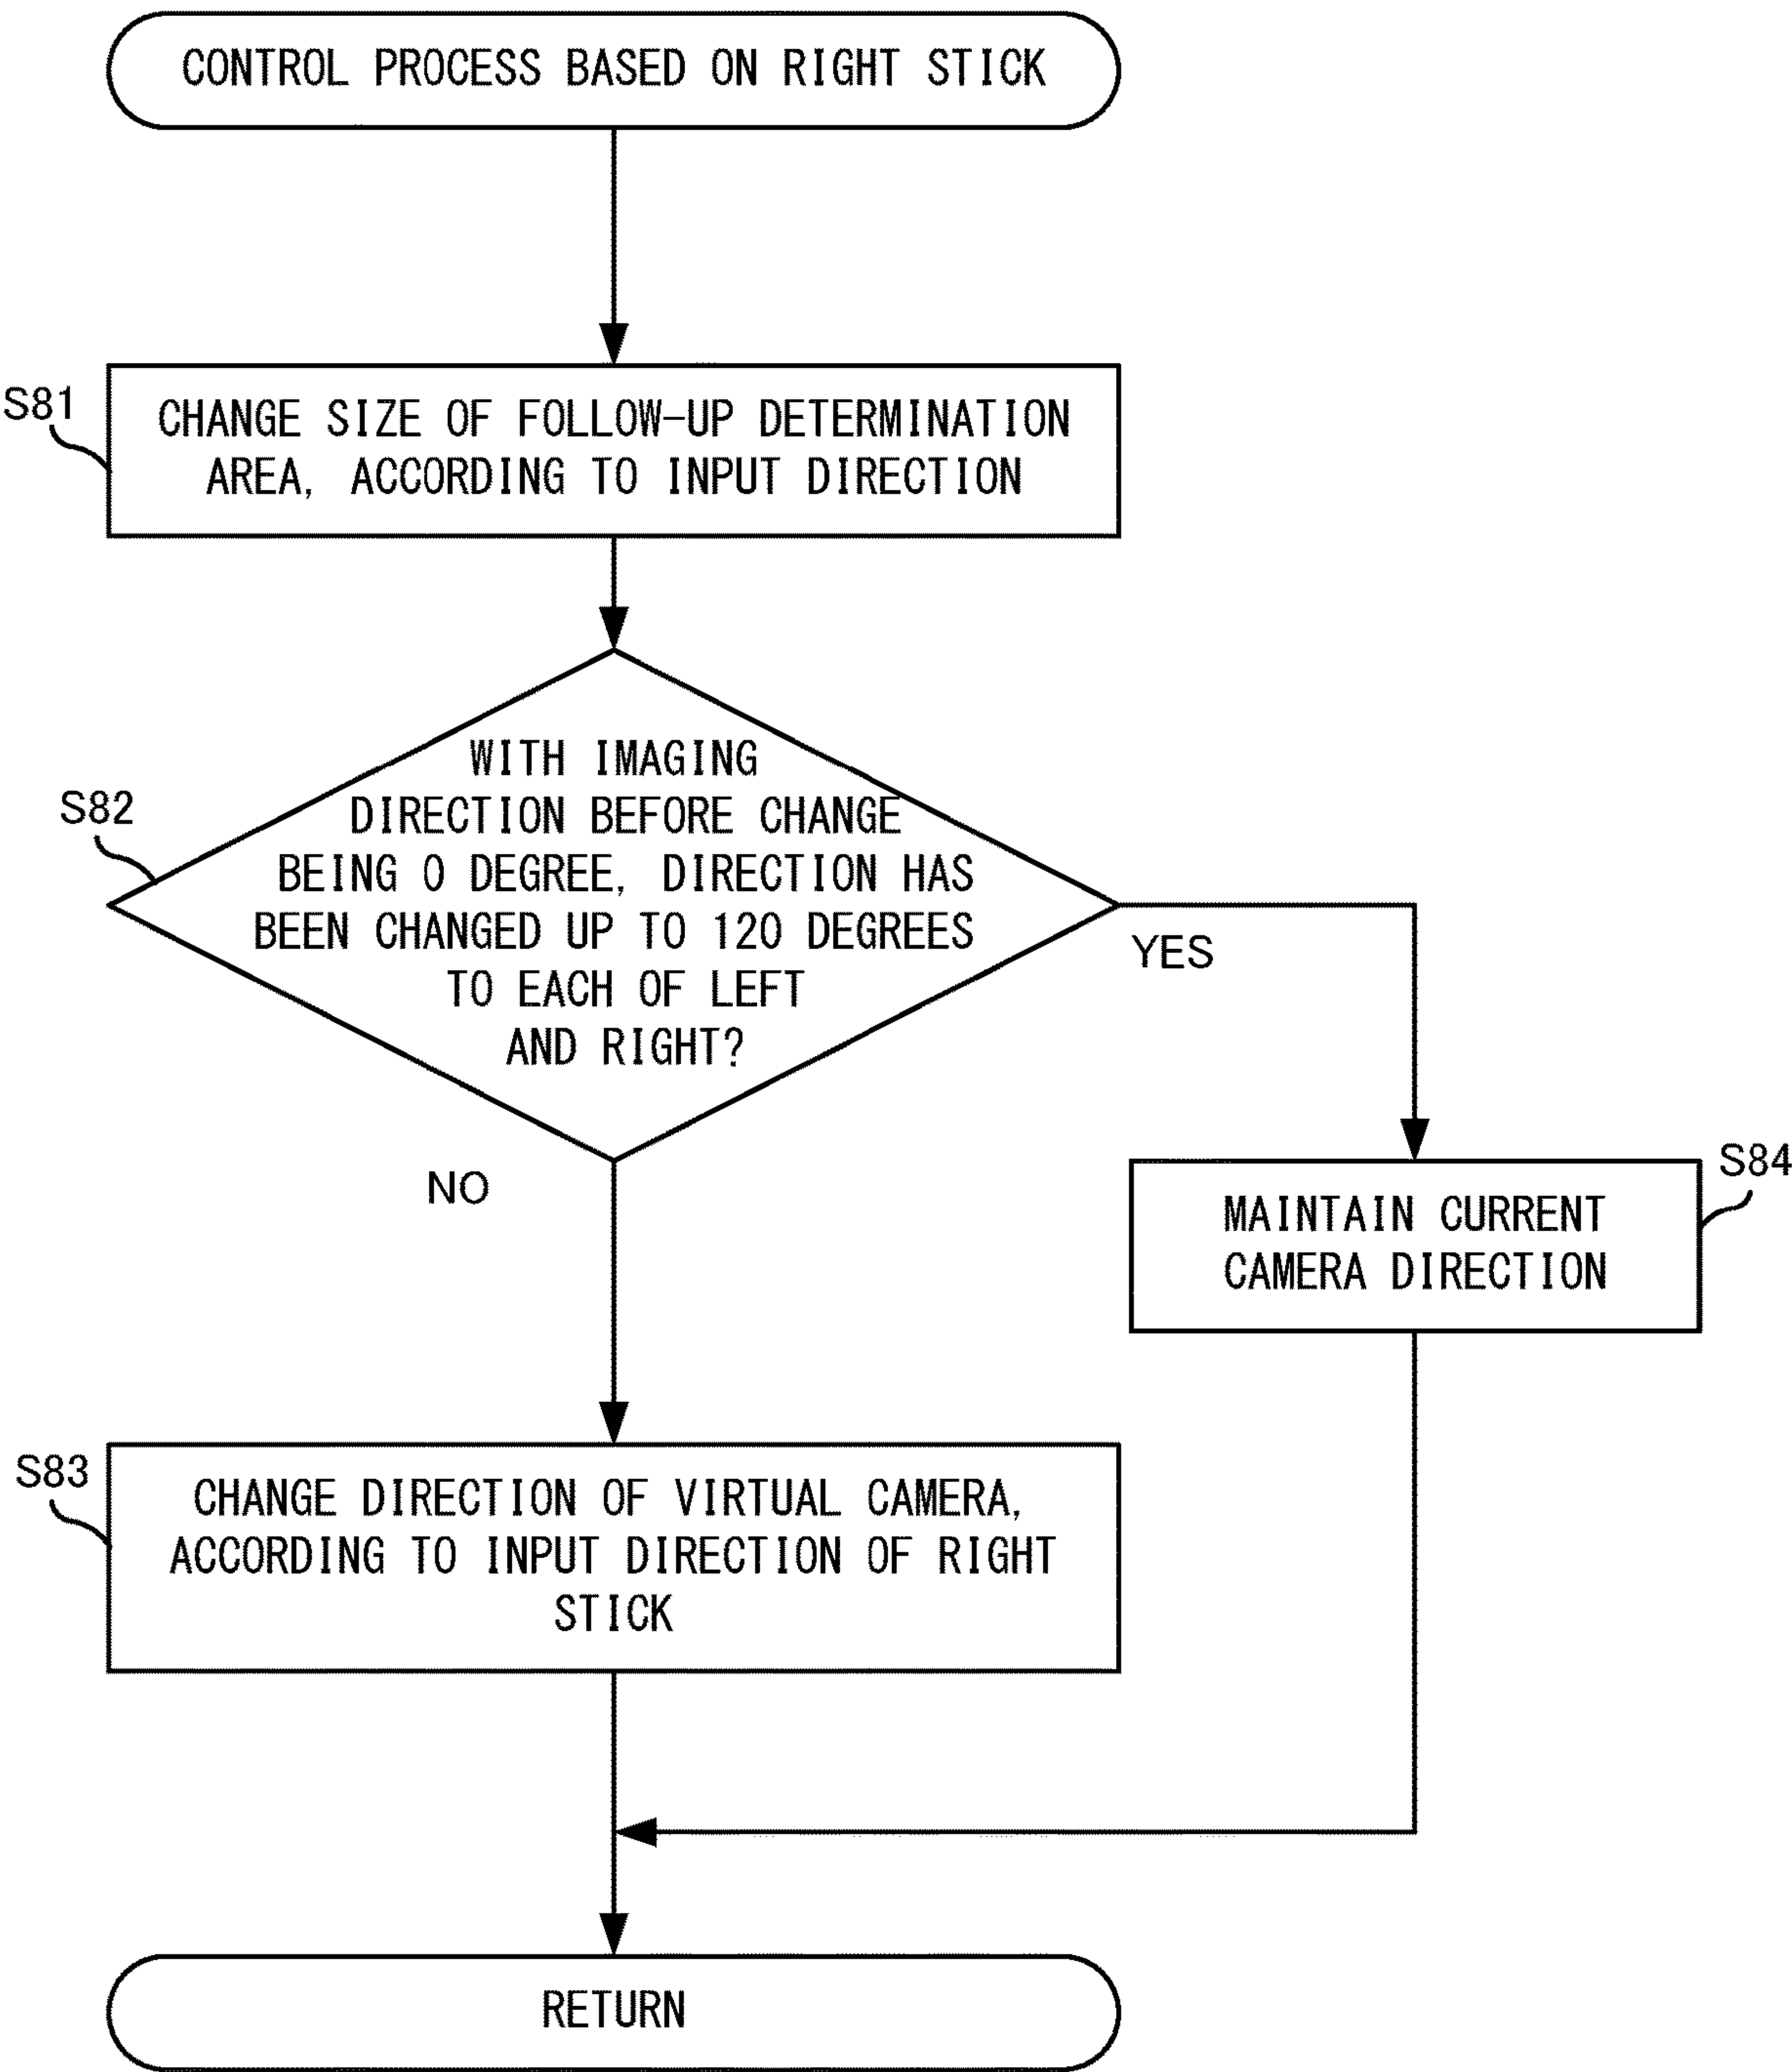 CONTROL PROCESS BASED ON RIGHT STICK
S81
CHANGE SIZE OF FOLLOW-UP DETERMINATION
AREA, ACCORDING TO INPUT DIRECTION
S82
WITH IMAGING
DIRECTION BEFORE CHANGE
BEING 0 DEGREE, DIRECTION HAS
BEEN CHANGED UP TO 120 DEGREES
TO EACH OF LEFT
AND RIGHT?
YES
NO
S84
MAINTAIN CURRENT
CAMERA DIRECTION
S83
CHANGE DIRECTION OF VIRTUAL CAMERA,
ACCORDING TO INPUT DIRECTION OF RIGHT
STICK
RETURN